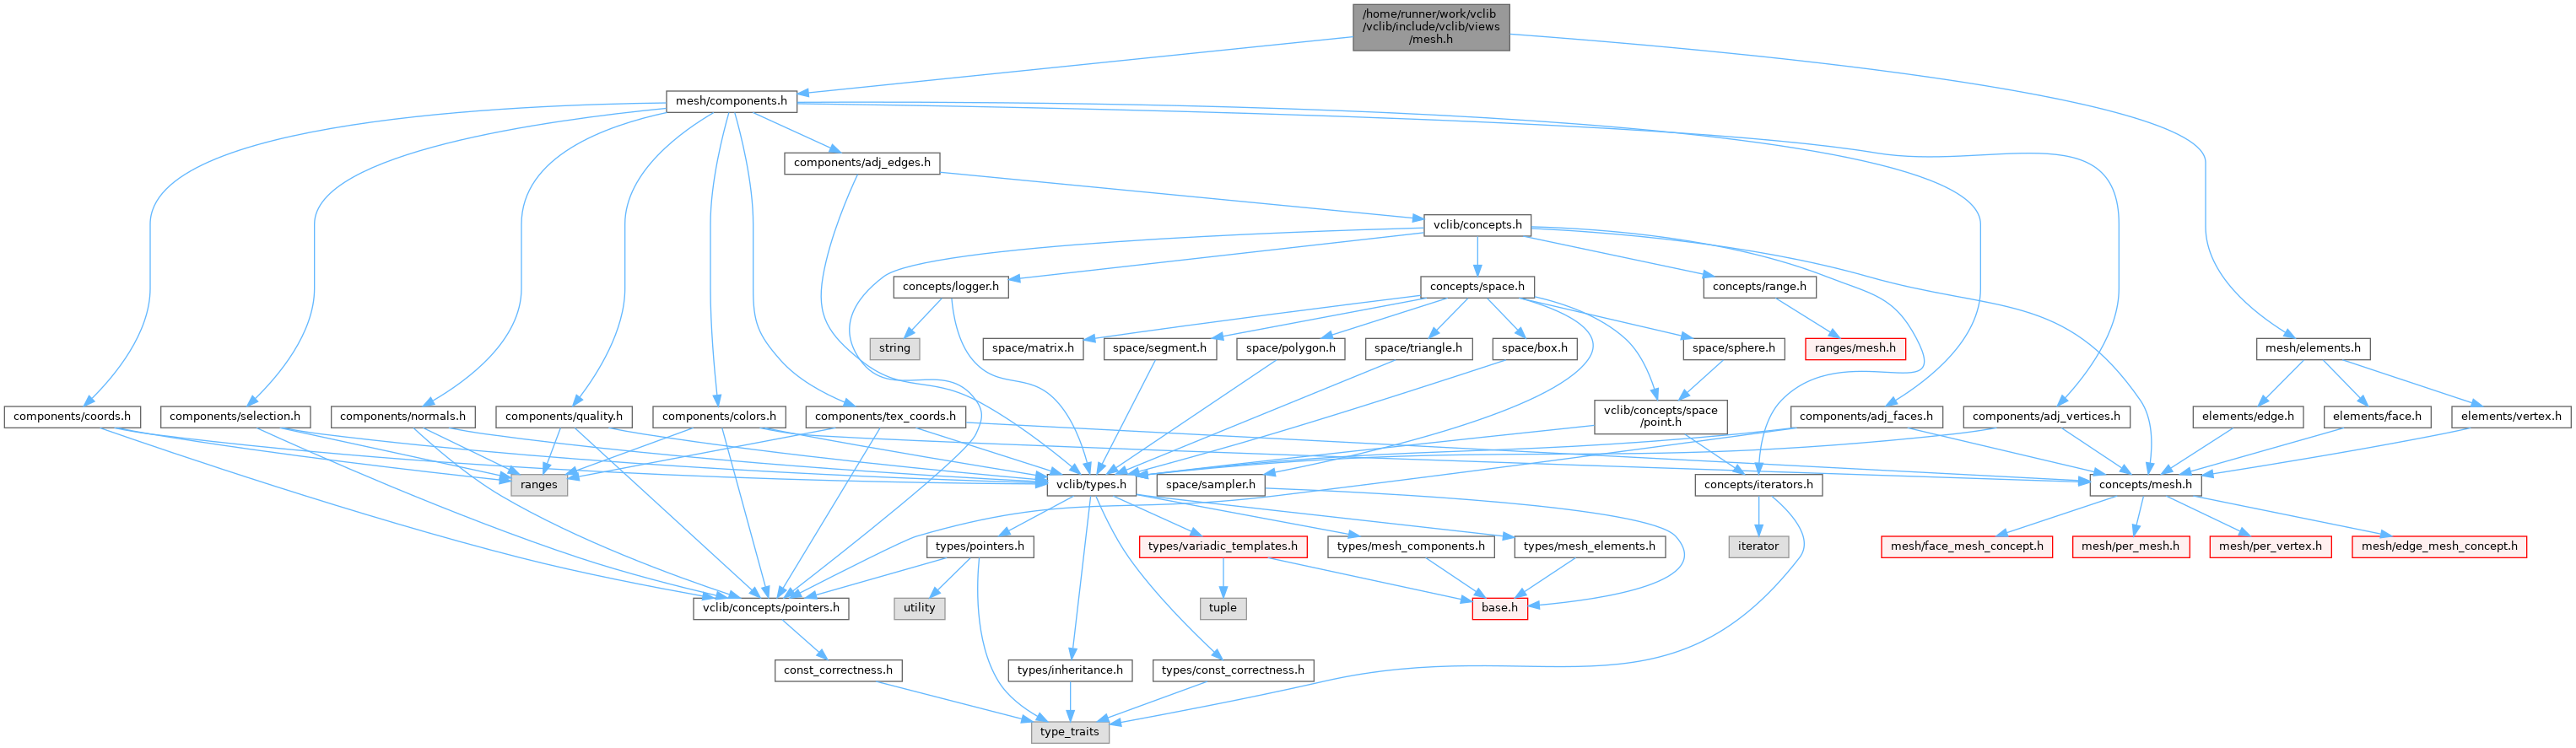 /home/runner/work/vclib
/vclib/include/vclib/views
/mesh.h
mesh/components.h
components/adj_edges.h
vclib/concepts.h
concepts/logger.h
concepts/space.h
concepts/range.h
string
space/matrix.h
space/segment.h
space/polygon.h
space/triangle.h
space/box.h
space/sphere.h
ranges/mesh.h
mesh/elements.h
components/coords.h
components/selection.h
components/normals.h
components/quality.h
components/colors.h
components/tex_coords.h
vclib/concepts/space
/point.h
components/adj_faces.h
components/adj_vertices.h
elements/edge.h
elements/face.h
elements/vertex.h
ranges
vclib/types.h
space/sampler.h
concepts/iterators.h
concepts/mesh.h
types/pointers.h
types/variadic_templates.h
types/mesh_components.h
types/mesh_elements.h
iterator
mesh/face_mesh_concept.h
mesh/per_mesh.h
mesh/per_vertex.h
mesh/edge_mesh_concept.h
vclib/concepts/pointers.h
utility
tuple
base.h
const_correctness.h
types/inheritance.h
types/const_correctness.h
type_traits